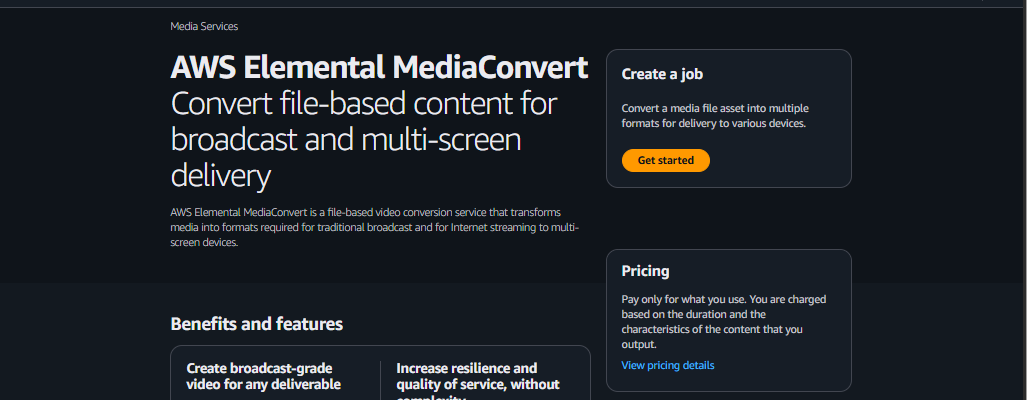 Media Services
AWS Elemental MediaConvert
Convert file-based content for
broadcast and multi-screen
delivery
AWS Elemental MediaConvert is a file-based video conversion service that transforms
media into formats required for traditional broadcast and for Internet streaming to multi-
screen devices.
Create a job
Convert a media file asset into multiple
formats for delivery to various devices.
Get started
Pricing
Pay only for what you use. You are charged
based on the duration and the
characteristics of the content that you
output.
View pricing details
Benefits and features
Create broadcast-grade
video for any deliverable
Increase resilience and
quality of service, without
complexity